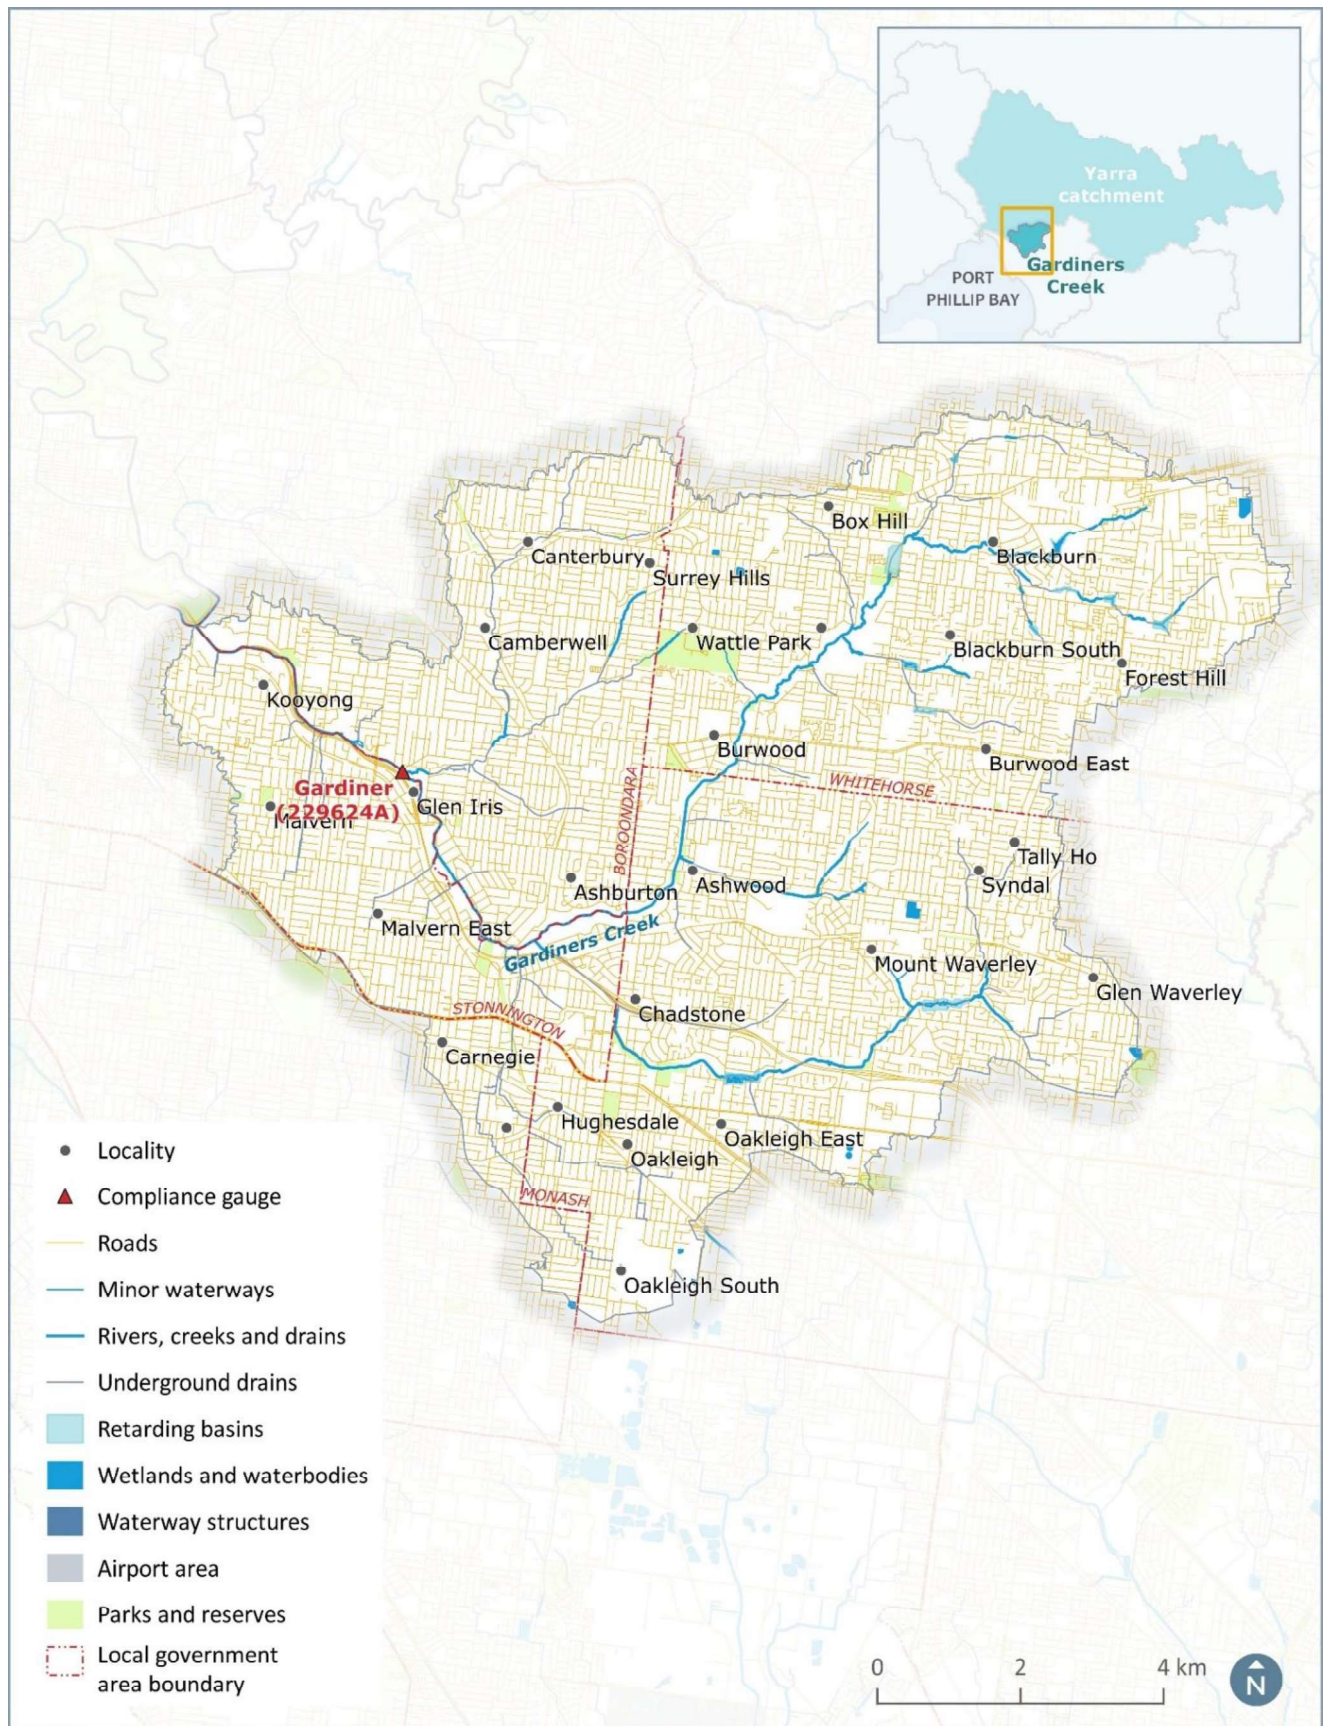 Yarra
catchment
Gardiners
Creek
PORT
PHILLIP BAY
Box Hill
Canterbury
Blackburn
Surrey Hills
Camberwell
Wattle Park
Blackburn South
Forest Hill
Kooyong
Burwood
Burwood East
WHITEHORSE
Gardiner
(229624A)
Glen Iris
Malvern
BOROONDARA
Tally Ho
Syndal
Ashburton
Ashwood
Malvern East
Gardiners Creek
Mount Waverley
Glen Waverley
Chadstone
STONNINGTON
Carnegie
Hughesdale
Oakleigh East
Oakleigh
MONASH
Oakleigh South
Locality
Compliance gauge
Roads
Minor waterways
Rivers, creeks and drains
Underground drains
Retarding basins
Wetlands and waterbodies
Waterway structures
Airport area
Parks and reserves
Local government
area boundary
0 2 4 km
N